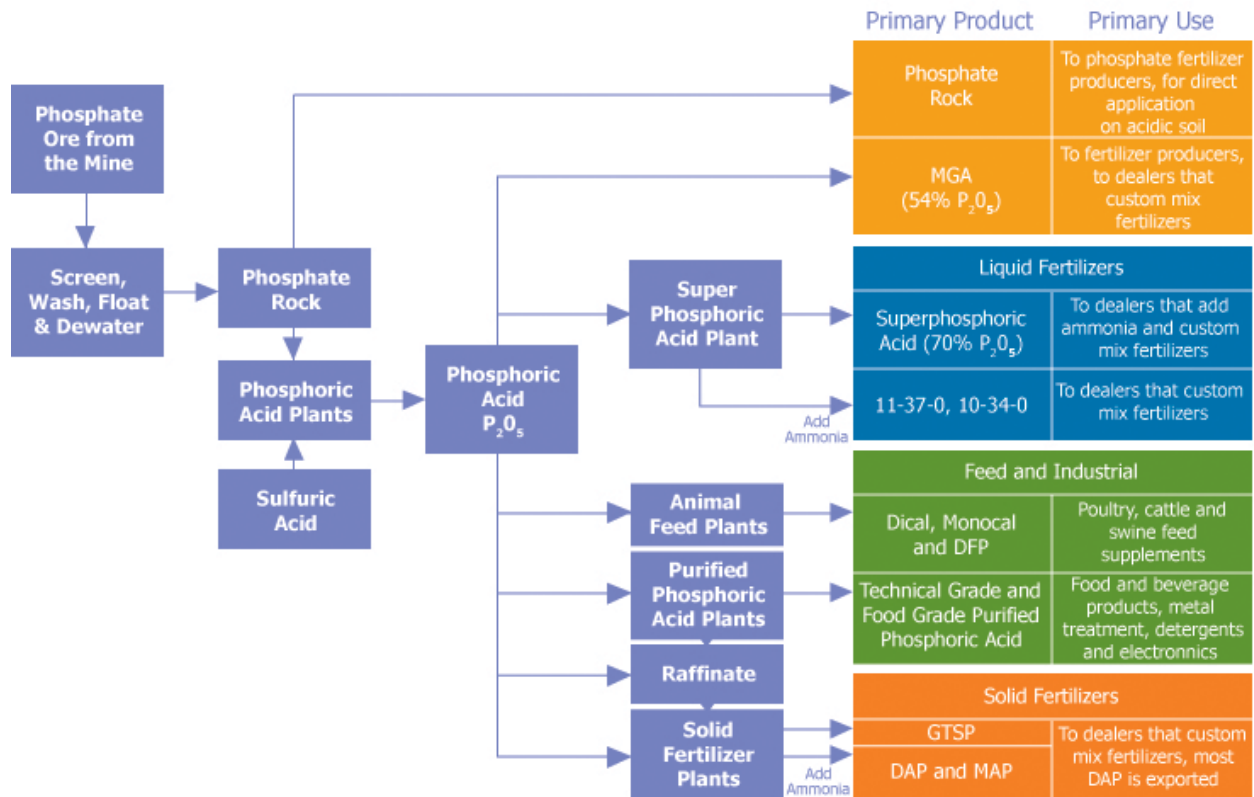 Primary Product
Primary Use
Phosphate
Ore from
the Mine
Screen,
Wash, Float
& Dewater
Phosphate
Rock
Phosphoric
Acid Plants
Sulfuric
Acid
Phosphoric
Acid
P₂0₅
Super
Phosphoric
Acid Plant
Add
Ammonia
Animal
Feed Plants
Purified
Phosphoric
Acid Plants
Raffinate
Solid
Fertilizer
Plants
Add
Ammonia
Phosphate
Rock
To phosphate fertilizer
producers, for direct
application
on acidic soil
MGA
(54% P₂0₅)
To fertilizer producers,
to dealers that
custom mix
fertilizers
Liquid Fertilizers
Superphosphoric
Acid (70% P₂0₅)
To dealers that add
ammonia and custom
mix fertilizers
11-37-0, 10-34-0
To dealers that custom
mix fertilizers
Feed and Industrial
Dical, Monocal
and DFP
Poultry, cattle and
swine feed
supplements
Technical Grade and
Food Grade Purified
Phosphoric Acid
Food and beverage
products, metal
treatment, detergents
and electronnics
Solid Fertilizers
GTSP
DAP and MAP
To dealers that custom
mix fertilizers, most
DAP is exported